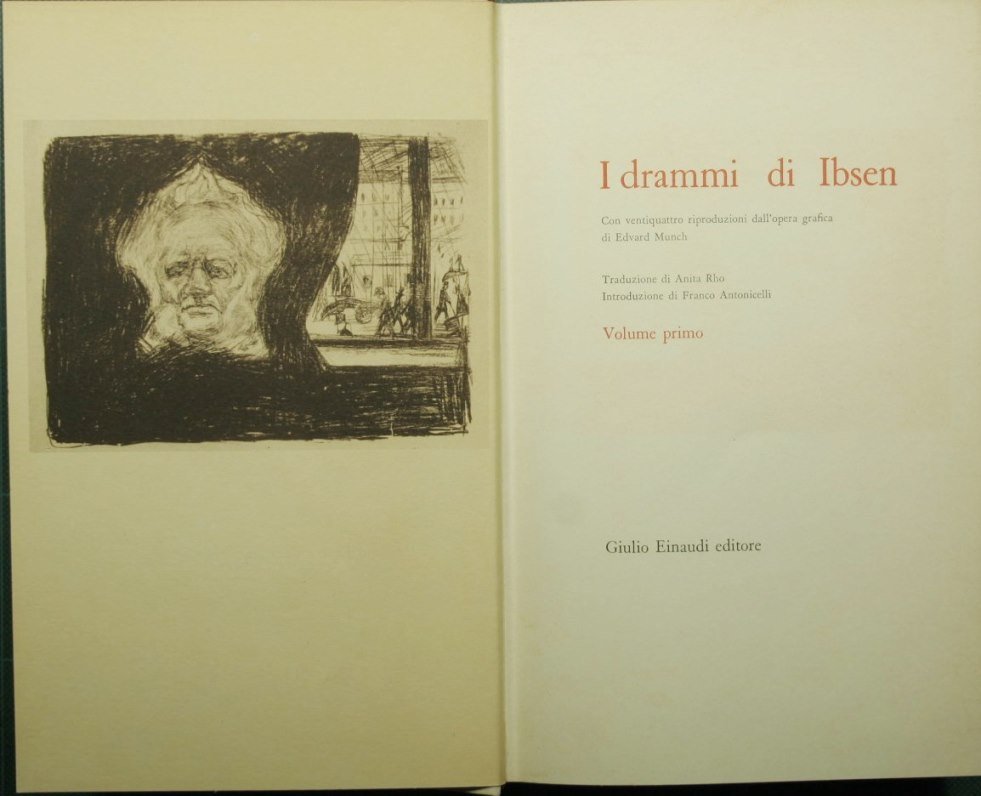 I drammi di Ibsen
Con ventiquattro riproduzioni dall'opera grafica
di Edvard Munch
Traduzione di Anita Rho
Introduzione di Franco Antonicelli
Volume primo
Giulio Einaudi editore